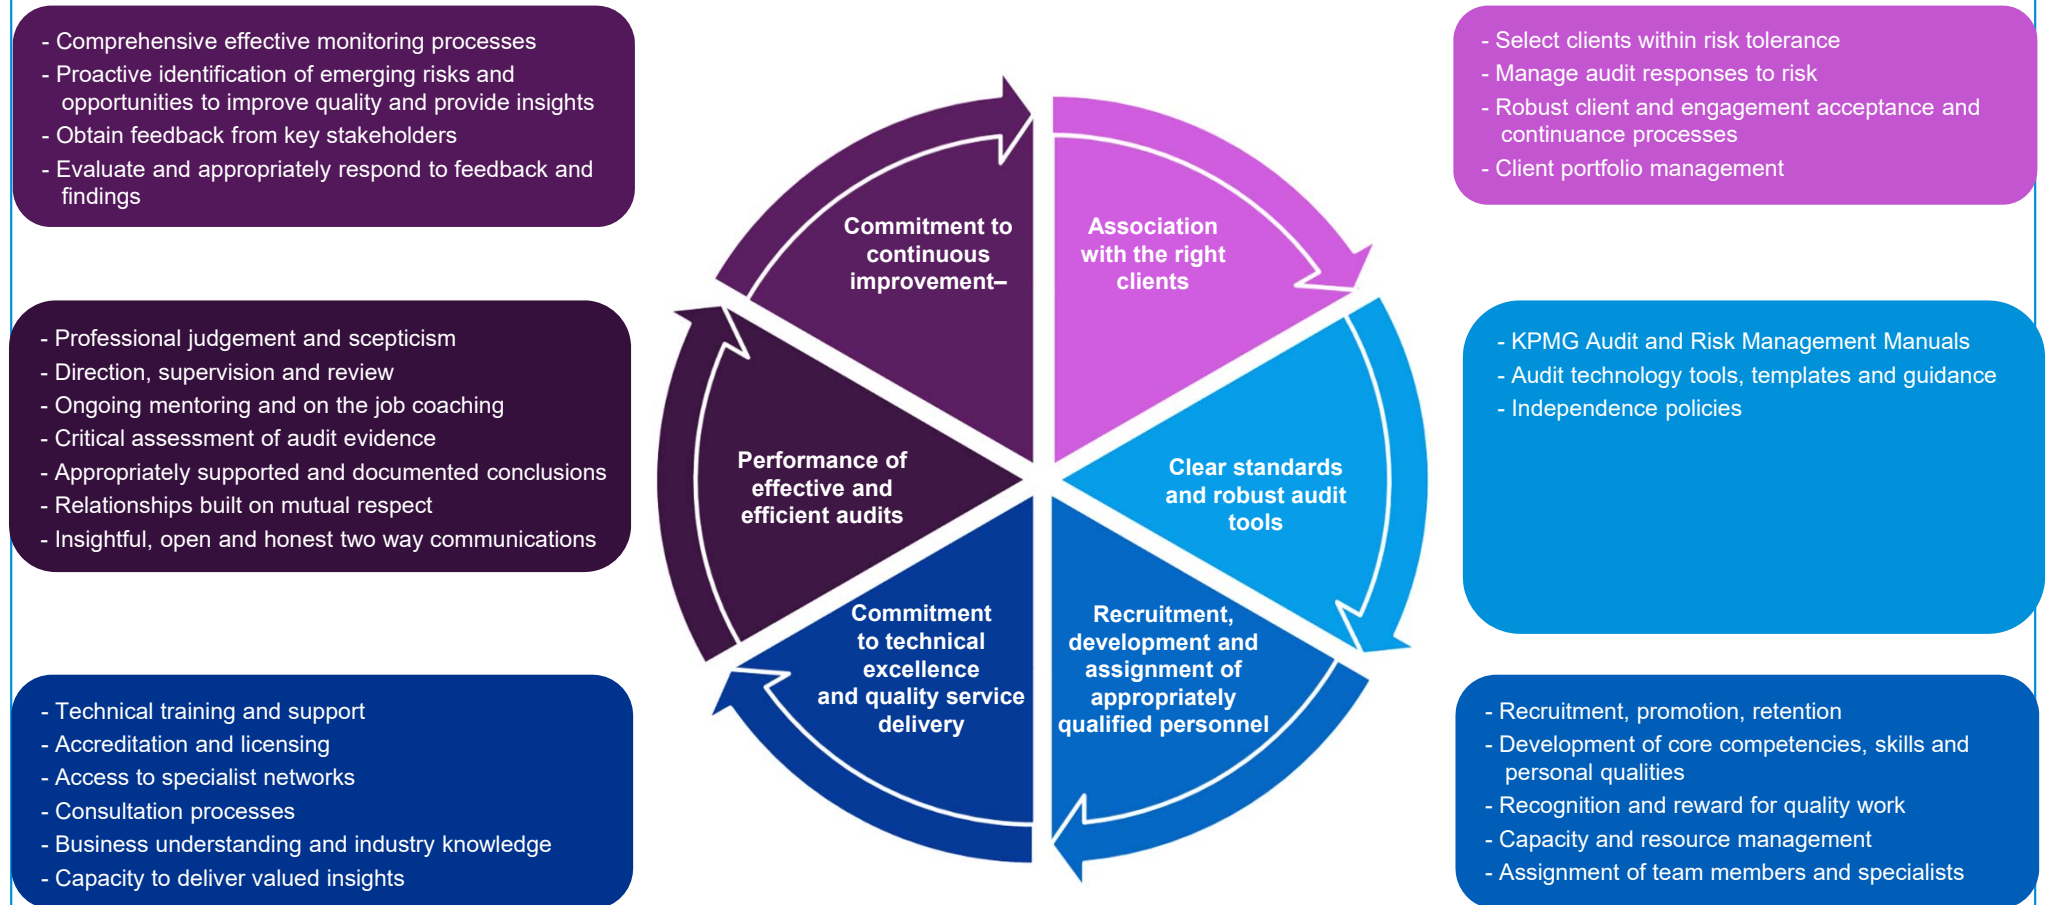 - Comprehensive effective monitoring processes
- Proactive identification of emerging risks and
opportunities to improve quality and provide insights
- Obtain feedback from key stakeholders
- Evaluate and appropriately respond to feedback and
findings
- Professional judgement and scepticism
- Direction, supervision and review
- Ongoing mentoring and on the job coaching
- Critical assessment of audit evidence
- Appropriately supported and documented conclusions
- Relationships built on mutual respect
- Insightful, open and honest two way communications
- Technical training and support
- Accreditation and licensing
- Access to specialist networks
- Consultation processes
- Business understanding and industry knowledge
- Capacity to deliver valued insights
Commitment to
continuous
improvement–
Association
with the right
clients
Performance of
effective and
efficient audits
Clear standards
and robust audit
tools
Commitment
to technical
excellence
and quality service
delivery
Recruitment,
development and
assignment of
appropriately
qualified personnel
- Select clients within risk tolerance
- Manage audit responses to risk
- Robust client and engagement acceptance and
continuance processes
- Client portfolio management
- KPMG Audit and Risk Management Manuals
- Audit technology tools, templates and guidance
- Independence policies
- Recruitment, promotion, retention
- Development of core competencies, skills and
personal qualities
- Recognition and reward for quality work
- Capacity and resource management
- Assignment of team members and specialists